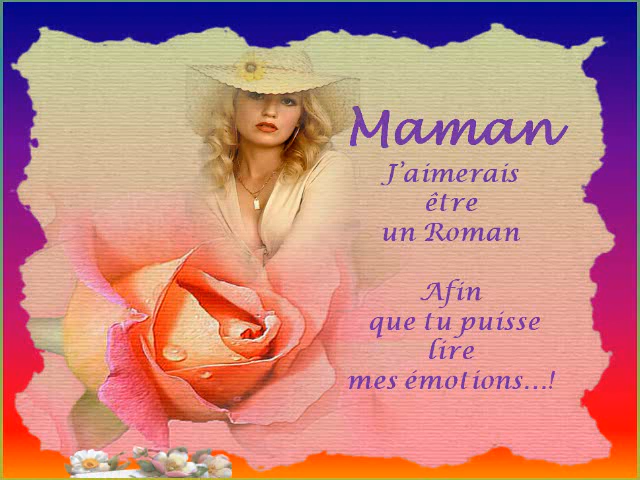 Maman
J'aimerais
être
un Roman
Afin
que tu puisse
lire
mes émotions...!